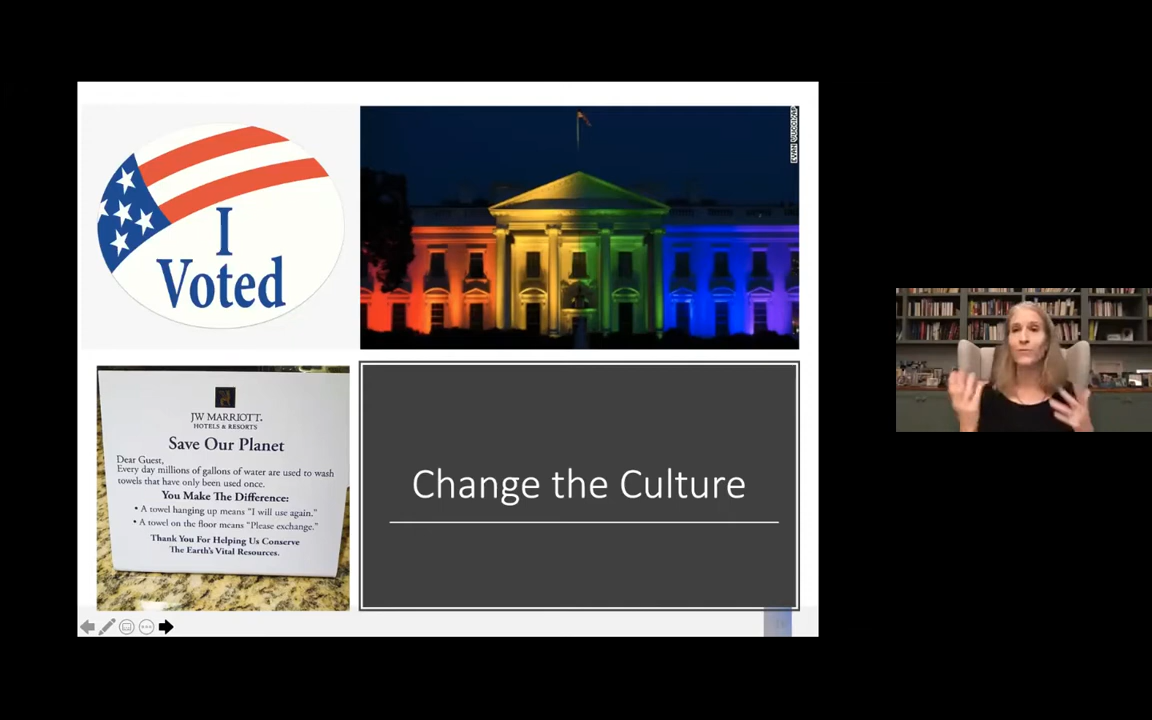 I
Voted
EVAN VUCCI/AP
JW MARRIOTT.
HOTELS & RESORTS
Save Our Planet
Dear Guest,
Every day millions of gallons of water are used to wash
towels that have only been used once.
You Make The Difference:
• A towel hanging up means "I will use again."
• A towel on the floor means "Please exchange."
Thank You For Helping Us Conserve
The Earth's Vital Resources.
Change the Culture